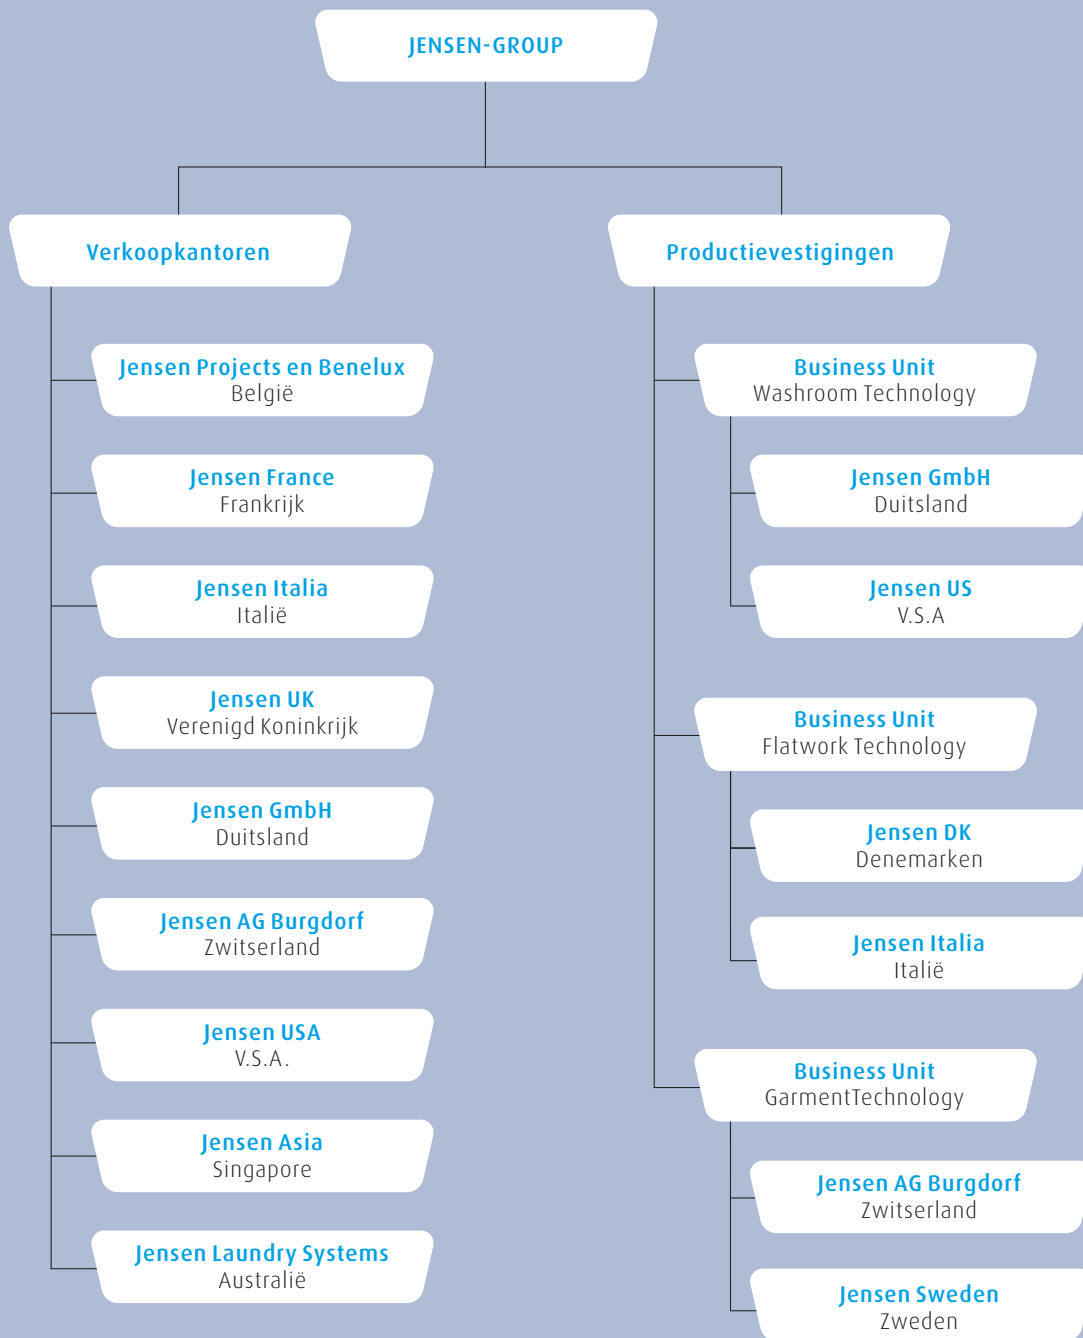 JENSEN-GROUP
Verkoopkantoren
Jensen Projects en Benelux
België
Jensen France
Frankrijk
Jensen Italia
Italië
Jensen UK
Verenigd Koninkrijk
Jensen GmbH
Duitsland
Jensen AG Burgdorf
Zwitserland
Jensen USA
V.S.A.
Jensen Asia
Singapore
Jensen Laundry Systems
Australië
Productievestigingen
Business Unit
Washroom Technology
Jensen GmbH
Duitsland
Jensen US
V.S.A
Business Unit
Flatwork Technology
Jensen DK
Denemarken
Jensen Italia
Italië
Business Unit
GarmentTechnology
Jensen AG Burgdorf
Zwitserland
Jensen Sweden
Zweden